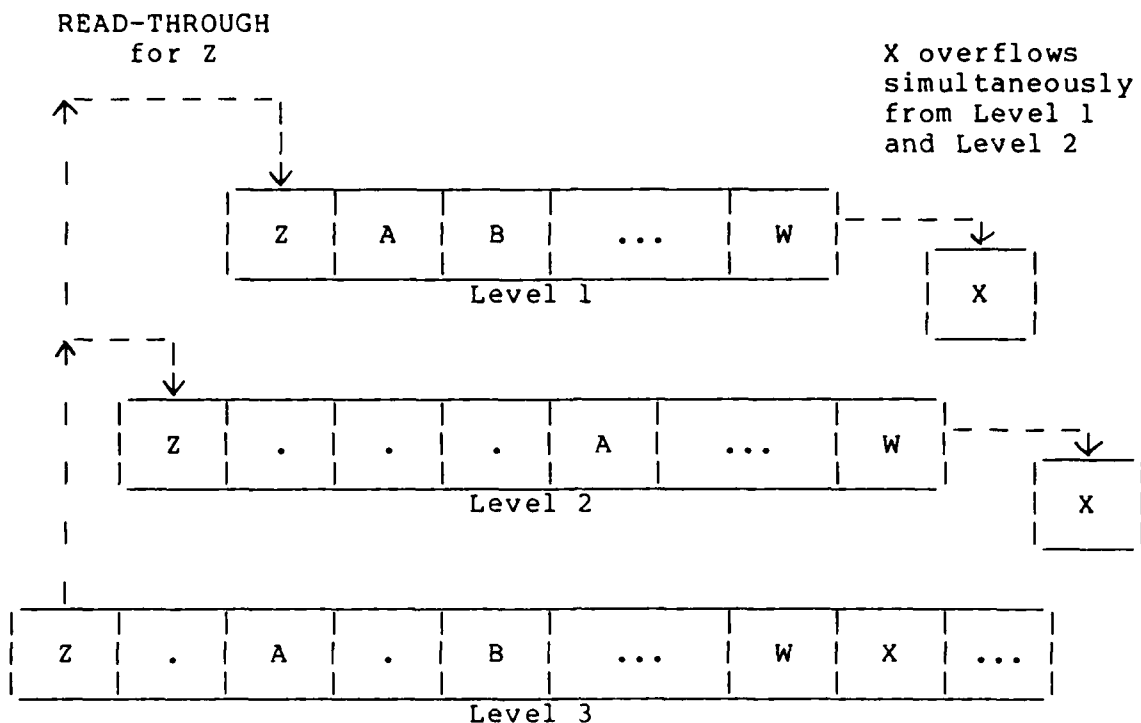 READ-THROUGH
for Z
X overflows
simultaneously
from Level 1
and Level 2
Z A B ... W
Level 1
X
Z . . . A ... W
Level 2
X
Z . A . B ... W X ...
Level 3